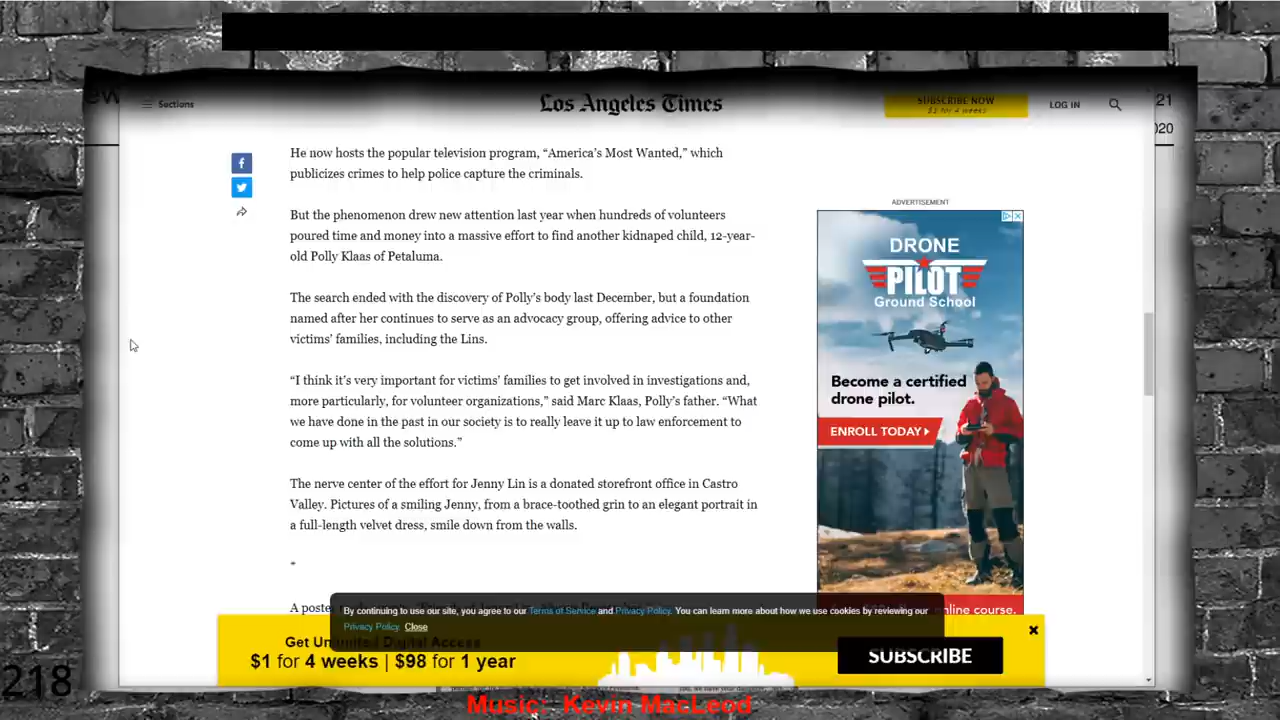 21
Sections
Los Angeles Times
SUBSCRIBE NOW
$1 for 4 weeks
LOG IN
He now hosts the popular television program, “America’s Most Wanted,” which
publicizes crimes to help police capture the criminals.
But the phenomenon drew new attention last year when hundreds of volunteers
poured time and money into a massive effort to find another kidnaped child, 12-year-
old Polly Klaas of Petaluma.
The search ended with the discovery of Polly’s body last December, but a foundation
named after her continues to serve as an advocacy group, offering advice to other
victims’ families, including the Lins.
“I think it’s very important for victims’ families to get involved in investigations and,
more particularly, for volunteer organizations,” said Marc Klaas, Polly’s father. “What
we have done in the past in our society is to really leave it up to law enforcement to
come up with all the solutions.”
The nerve center of the effort for Jenny Lin is a donated storefront office in Castro
Valley. Pictures of a smiling Jenny, from a brace-toothed grin to an elegant portrait in
a full-length velvet dress, smile down from the walls.
*
A poste
ADVERTISEMENT
DRONE
PILOT
Ground School
Become a certified
drone pilot.
ENROLL TODAY
nline course.
By continuing to use our site, you agree to our Terms of Service and Privacy Policy. You can learn more about how we use cookies by reviewing our
Privacy Policy. Close
Get Unlimited Digital Access
$1 for 4 weeks | $98 for 1 year
SUBSCRIBE
218
Music: Kevin MacLeod